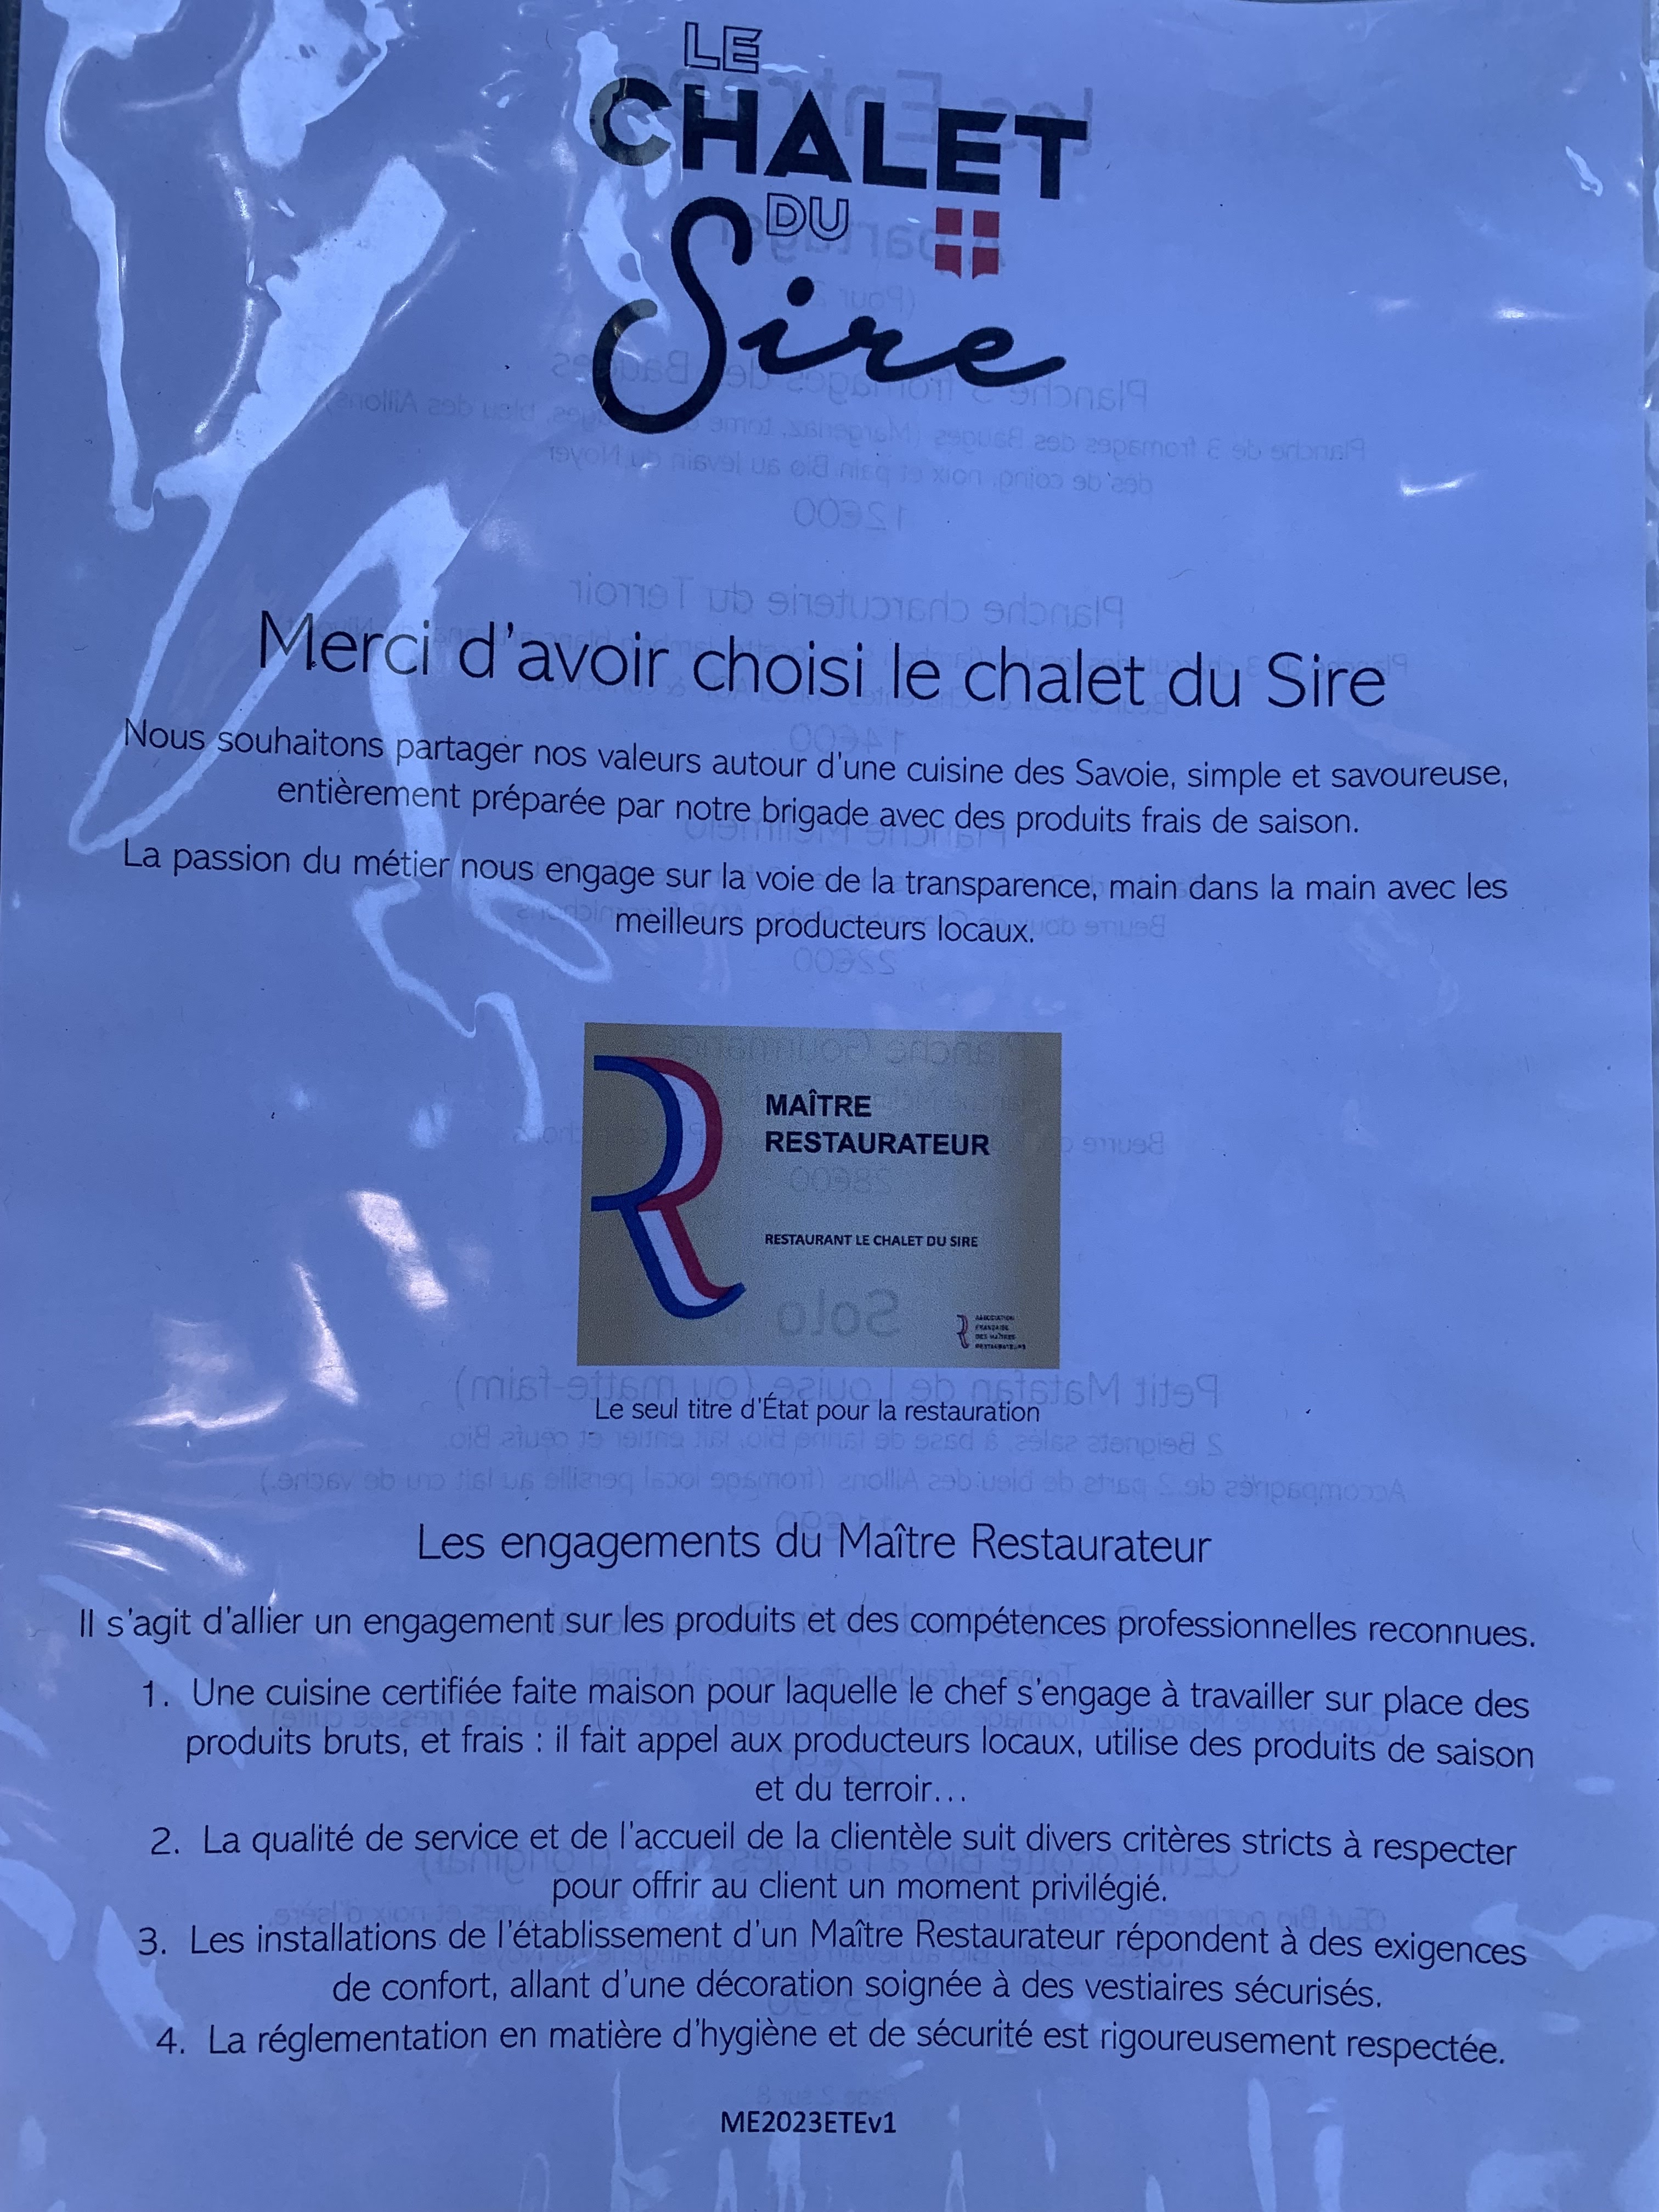 LE
CHALET
DU
Sire
Merci d'avoir choisi le chalet du Sire
Nous souhaitons partager nos valeurs autour d'une cuisine des Savoie, simple et savoureuse,
entièrement préparée par notre brigade avec des produits frais de saison.
La passion du métier nous engage sur la voie de la transparence, main dans la main avec les
meilleurs producteurs locaux.
MAÎTRE
RESTAURATEUR
RESTAURANT LE CHALET DU SIRE
ASSOCIATION
FRANÇAISE
DES MAÎTRES
RESTAURATEURS
Le seul titre d'État pour la restauration
Les engagements du Maître Restaurateur
Il s'agit d'allier un engagement sur les produits et des compétences professionnelles reconnues.
1. Une cuisine certifiée faite maison pour laquelle le chef s'engage à travailler sur place des
produits bruts, et frais : il fait appel aux producteurs locaux, utilise des produits de saison
et du terroir...
2. La qualité de service et de l'accueil de la clientèle suit divers critères stricts à respecter
pour offrir au client un moment privilégié.
3. Les installations de l'établissement d'un Maître Restaurateur répondent à des exigences
de confort, allant d'une décoration soignée à des vestiaires sécurisés.
4. La réglementation en matière d'hygiène et de sécurité est rigoureusement respectée.
ME2023ETEv1